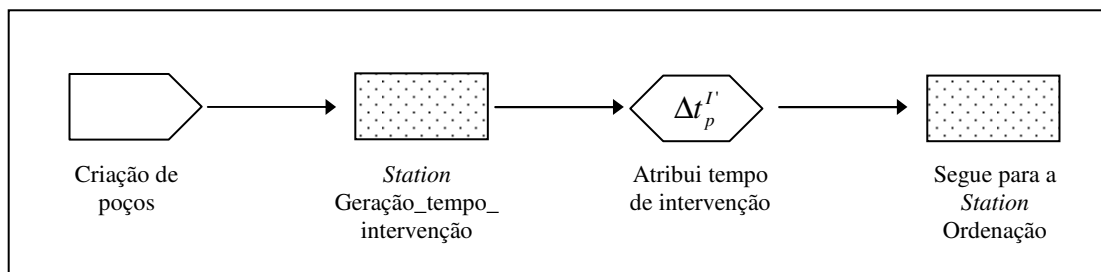 Δt_p^{I'}
Criação de
poços
Station
Geração_tempo_
intervenção
Atribui tempo
de intervenção
Segue para a
Station
Ordenação